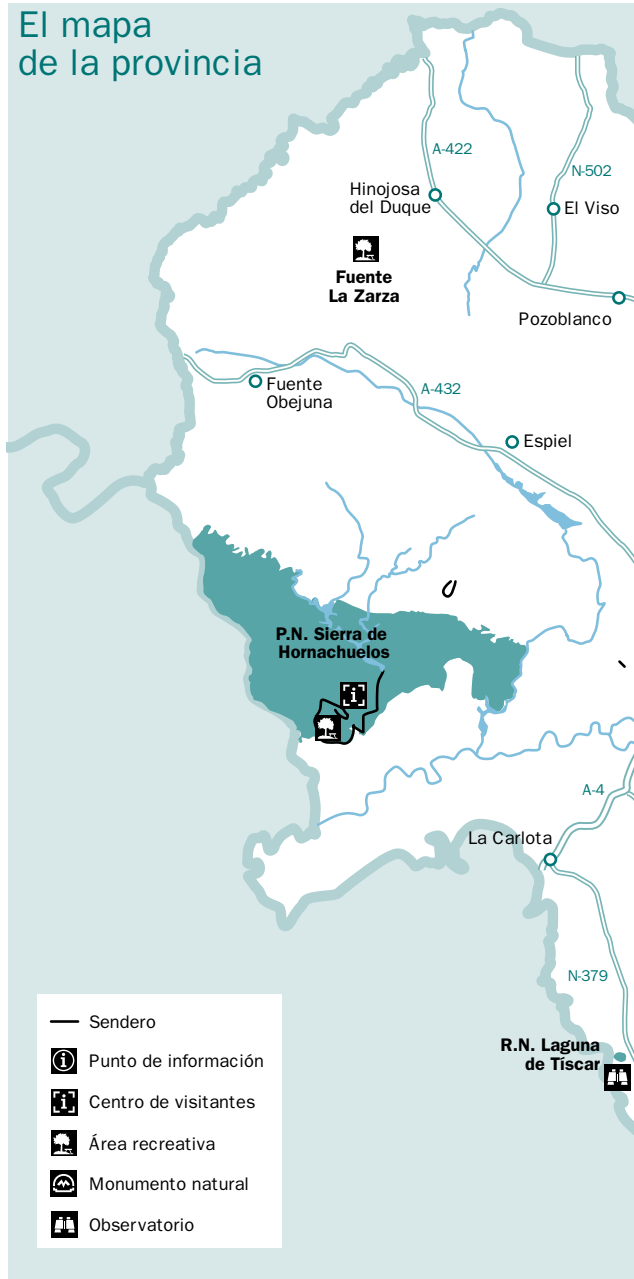 El mapa
de la provincia
A-422
N-502
Hinojosa
del Duque
El Viso
Fuente
La Zarza
Pozoblanco
Fuente
Obejuna
A-432
Espiel
P.N. Sierra de
Hornachuelos
A-4
La Carlota
N-379
R.N. Laguna
de Tíscar
Sendero
Punto de información
Centro de visitantes
Área recreativa
Monumento natural
Observatorio